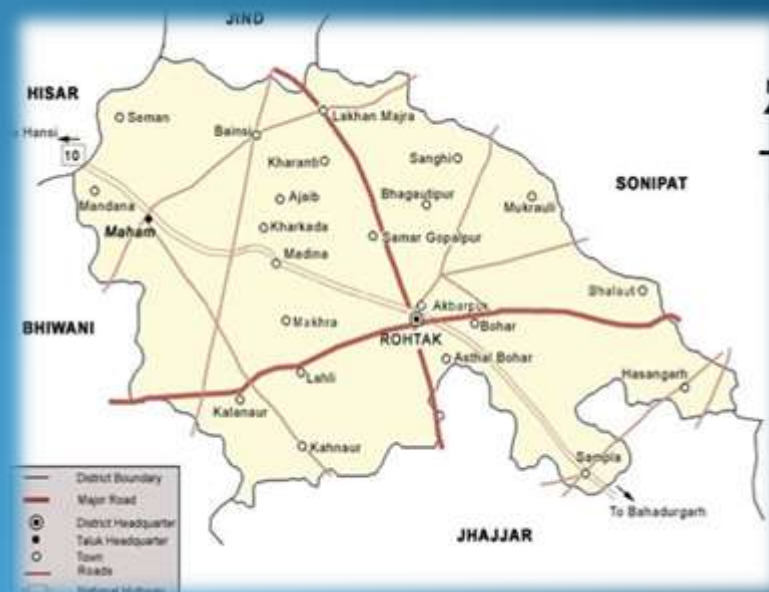 JIND
HISAR
Seman
Lakhan Majra
Hansi
Bainsi
10
Kharanti
Sanghi
SONIPAT
Mandana
Ajaib
Bhagautipur
Mukrauli
Maham
Kharkada
Samar Gopalpur
Madina
Bhalaut
Akbarpur
BHIWANI
Makhra
Bohar
ROHTAK
Asthal Bohar
Lahli
Hasangarh
Kalanaur
Kahnaur
Sampla
District Boundary
Major Road
To Bahadurgarh
District Headquarter
JHAJJAR
Taluk Headquarter
Town
Roads